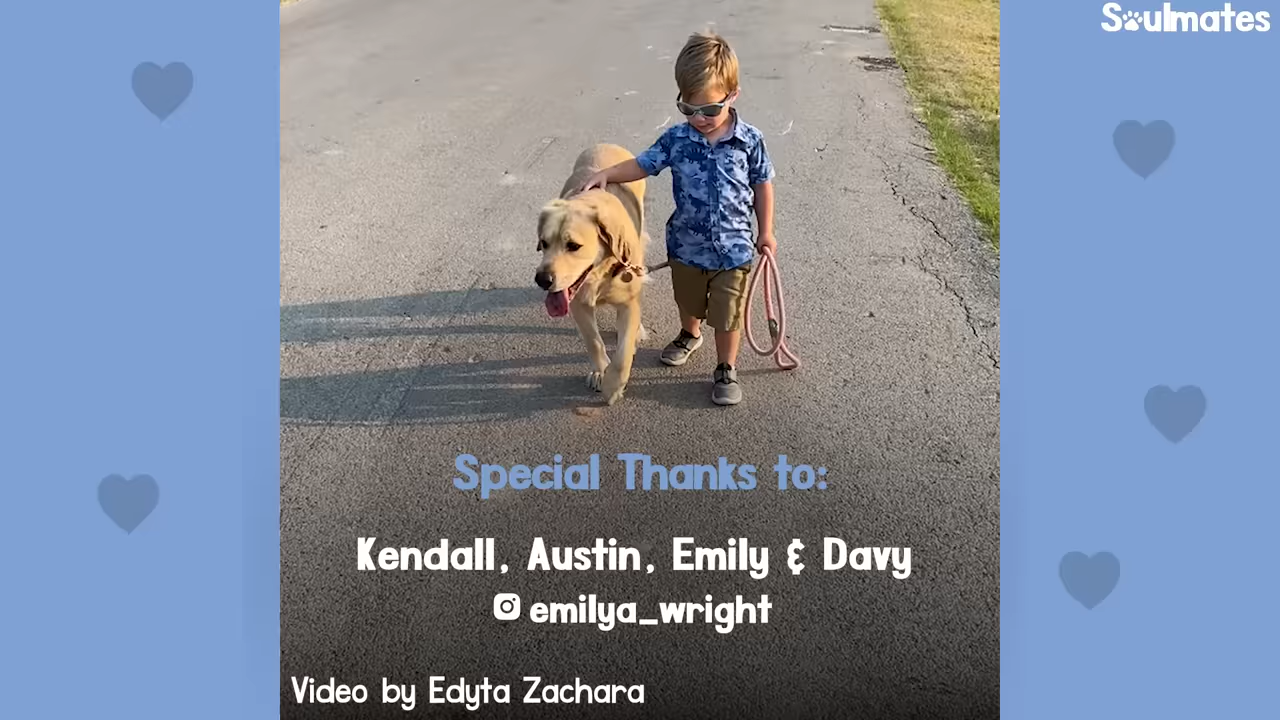 Soulmates
Special Thanks to:
Kendall, Austin, Emily & Davy
emilya_wright
Video by Edyta Zachara